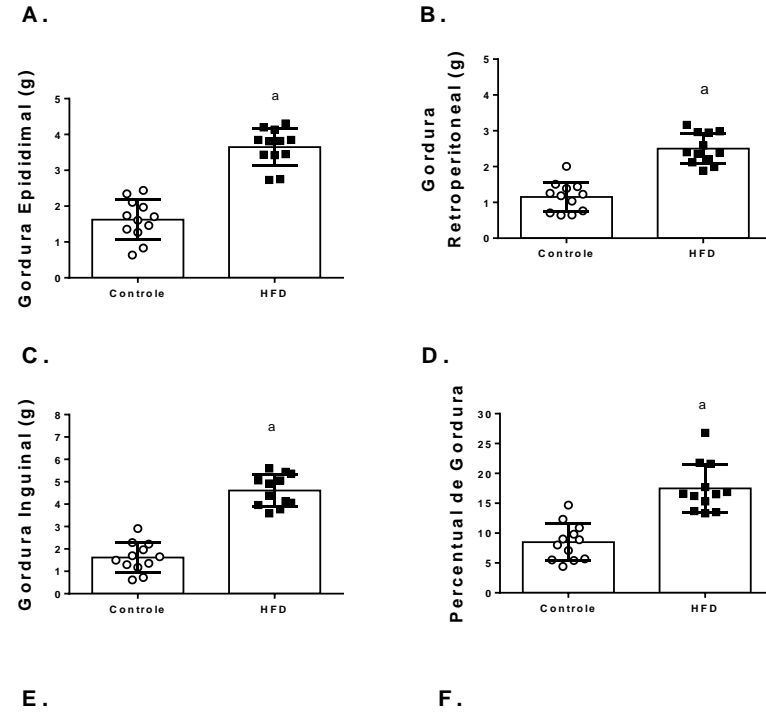 A.
Gordura Epididimal (g)
5
4
3
2
1
0
a
Controle
HFD
B.
Gordura
Retroperitoneal (g)
5
4
3
2
1
0
a
Controle
HFD
C.
Gordura Inguinal (g)
8
7
6
5
4
3
2
1
0
a
Controle
HFD
D.
Percentual de Gordura
30
25
20
15
10
5
0
a
Controle
HFD
E.
F.